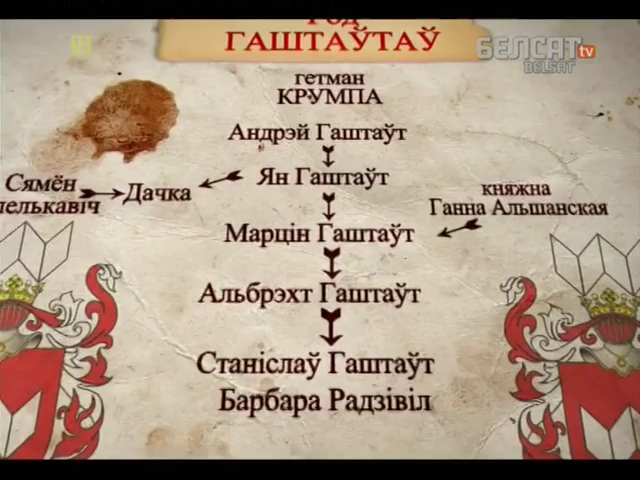 Род
ГАШТАЎТАЎ
БЕЛСАТ tv
BELSAT
гетман
КРУМПА
Андрэй Гаштаўт
Ян Гаштаўт
Сямён
Дачка
княжна
Ганна Альшанская
Марцін Гаштаўт
Альбрэхт Гаштаўт
Станіслаў Гаштаўт
Барбара Радзівіл